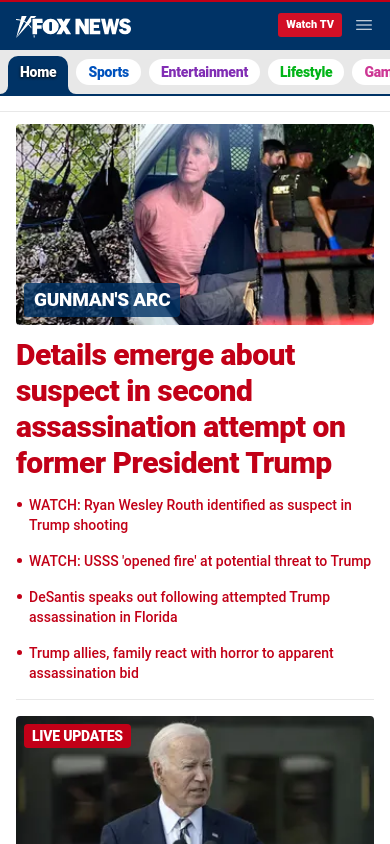 FOX NEWS
Watch TV
Home
Sports
Entertainment
Lifestyle
Gam
GUNMAN'S ARC
Details emerge about
suspect in second
assassination attempt on
former President Trump
• WATCH: Ryan Wesley Routh identified as suspect in
Trump shooting
• WATCH: USSS 'opened fire' at potential threat to Trump
• DeSantis speaks out following attempted Trump
assassination in Florida
• Trump allies, family react with horror to apparent
assassination bid
LIVE UPDATES